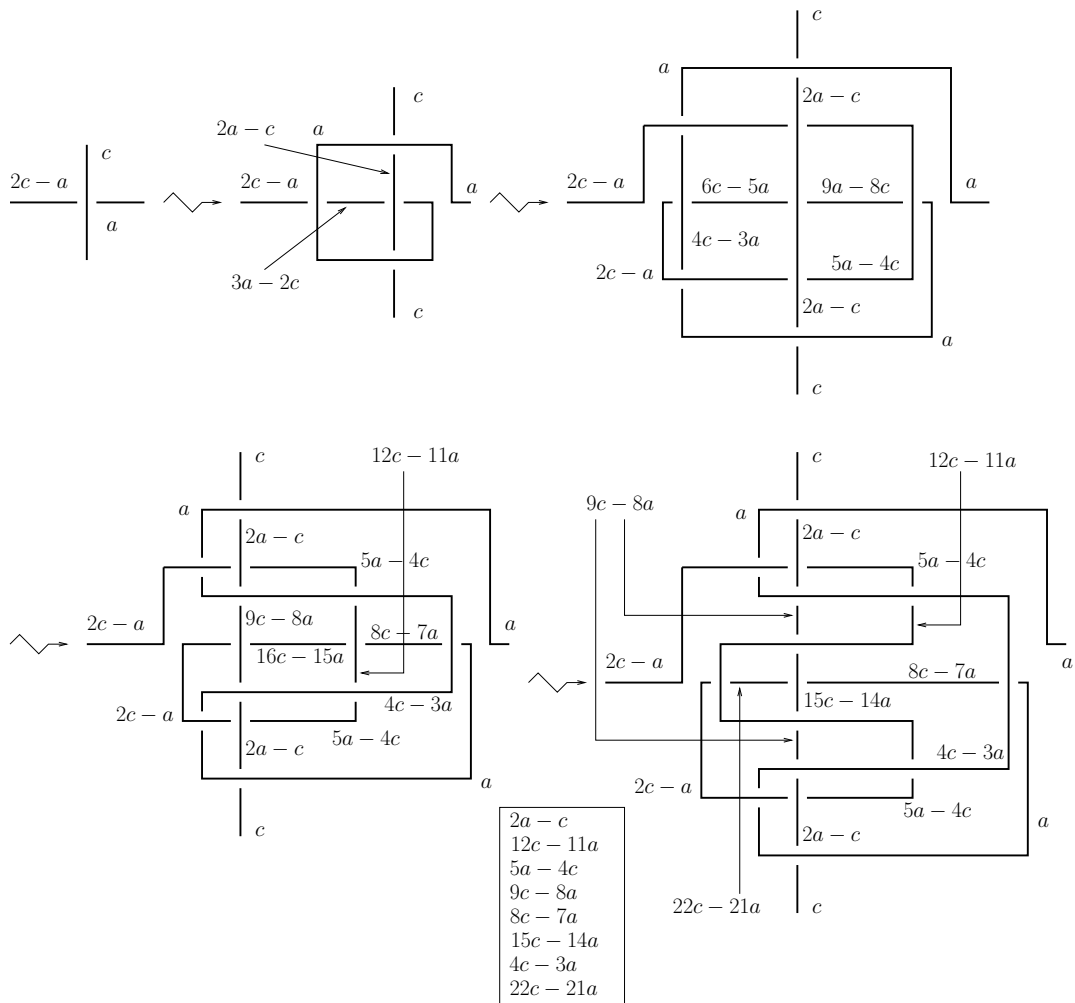 c
2c − a
a
2a − c
a
c
2c − a
a
3a − 2c
c
c
a
2a − c
2c − a
6c − 5a
9a − 8c
a
4c − 3a
2c − a
5a − 4c
2a − c
a
c
c
12c − 11a
a
2a − c
5a − 4c
2c − a
9c − 8a
8c − 7a
a
16c − 15a
2c − a
4c − 3a
5a − 4c
2a − c
a
c
c
12c − 11a
9c − 8a
a
2a − c
5a − 4c
2c − a
8c − 7a
a
15c − 14a
4c − 3a
2c − a
5a − 4c
a
2a − c
22c − 21a
c
2a − c
12c − 11a
5a − 4c
9c − 8a
8c − 7a
15c − 14a
4c − 3a
22c − 21a